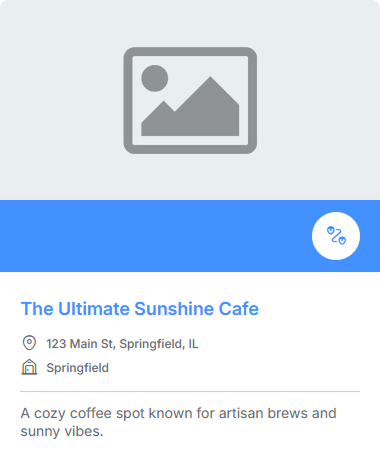 The Ultimate Sunshine Cafe
123 Main St, Springfield, IL
Springfield
A cozy coffee spot known for artisan brews and
sunny vibes.